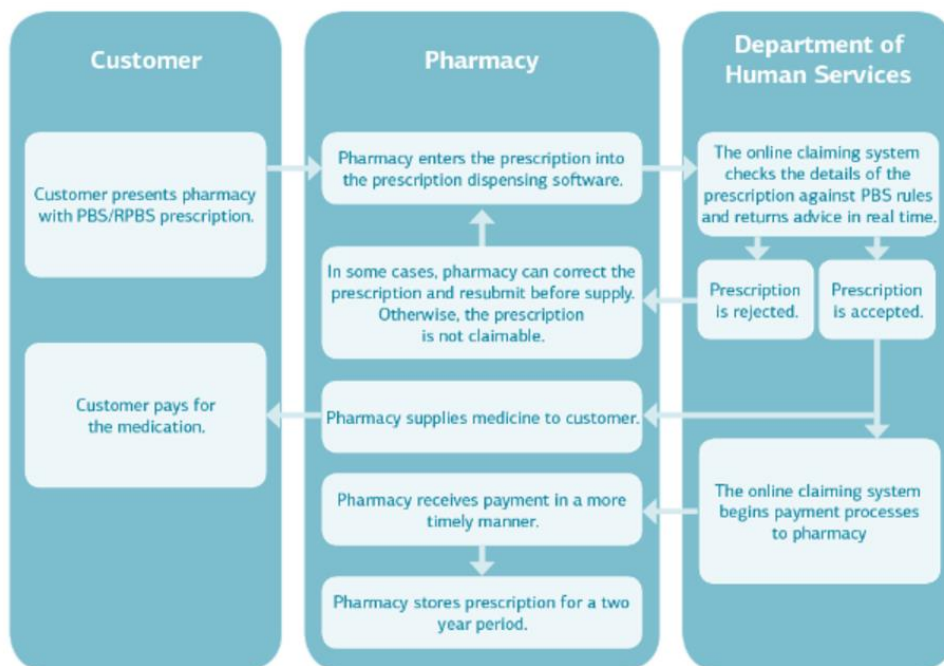 Customer
Pharmacy
Department of
Human Services
Customer presents pharmacy
with PBS/RPBS prescription.
Pharmacy enters the prescription into
the prescription dispensing software.
The online claiming system
checks the details of the
prescription against PBS rules
and returns advice in real time.
In some cases, pharmacy can correct the
prescription and resubmit before supply.
Otherwise, the prescription
is not claimable.
Prescription
is rejected.
Prescription
is accepted.
Customer pays for
the medication.
Pharmacy supplies medicine to customer.
Pharmacy receives payment in a more
timely manner.
The online claiming system
begins payment processes
to pharmacy
Pharmacy stores prescription for a two
year period.